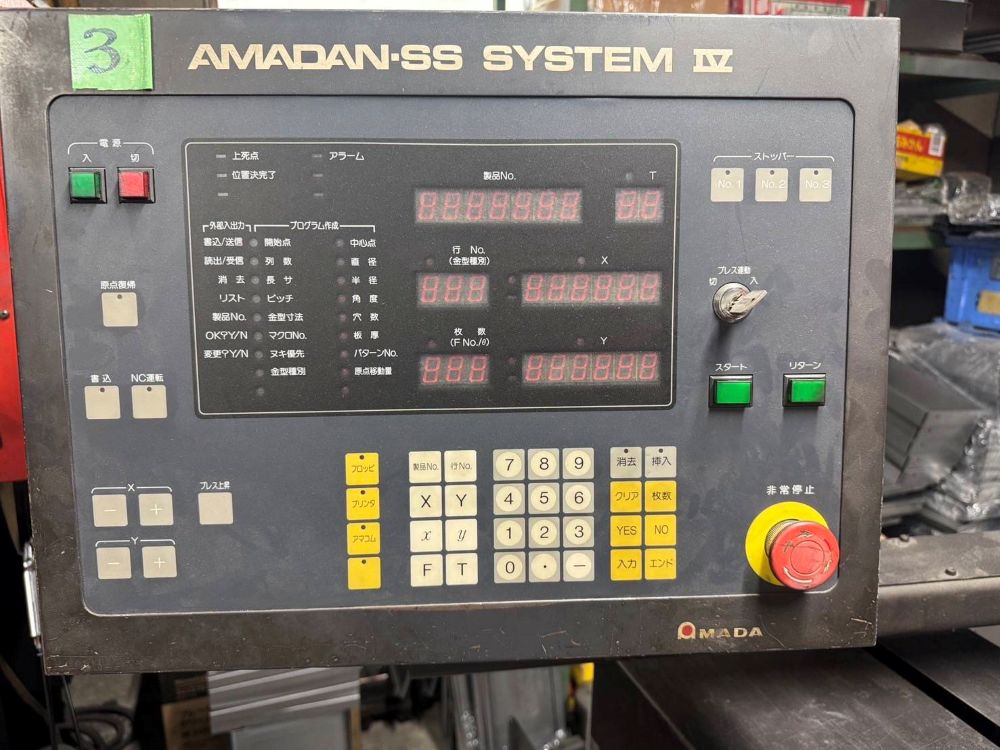 3
AMADAN-SS SYSTEM IV
電源
入 切
上死点 アラーム
位置決完了
製品No. T
ストッパー
No.1 No.2 No.3
外部入出力 プログラム作成
書込/送信 開始点 中心点
読出/受信 列数 直径
消去 長サ 半径
リスト ピッチ 角度
製品No. 金型寸法 穴数
OK?Y/N マクロNo. 板厚
変更?Y/N ヌキ優先 パターンNo.
金型種別 原点移動量
行 No.
(金型種別) X
枚数
(F No./θ) Y
プレス連動
切 入
原点復帰
スタート リターン
書込 NC運転
X
− +
Y
− +
プレス上昇
フロッピ 製品No. 行No. 7 8 9 消去 挿入
プリンタ X Y 4 5 6 クリア 枚数
アマコム x y 1 2 3 YES NO
F T 0 · − 入力 エンド
非常停止
AMADA